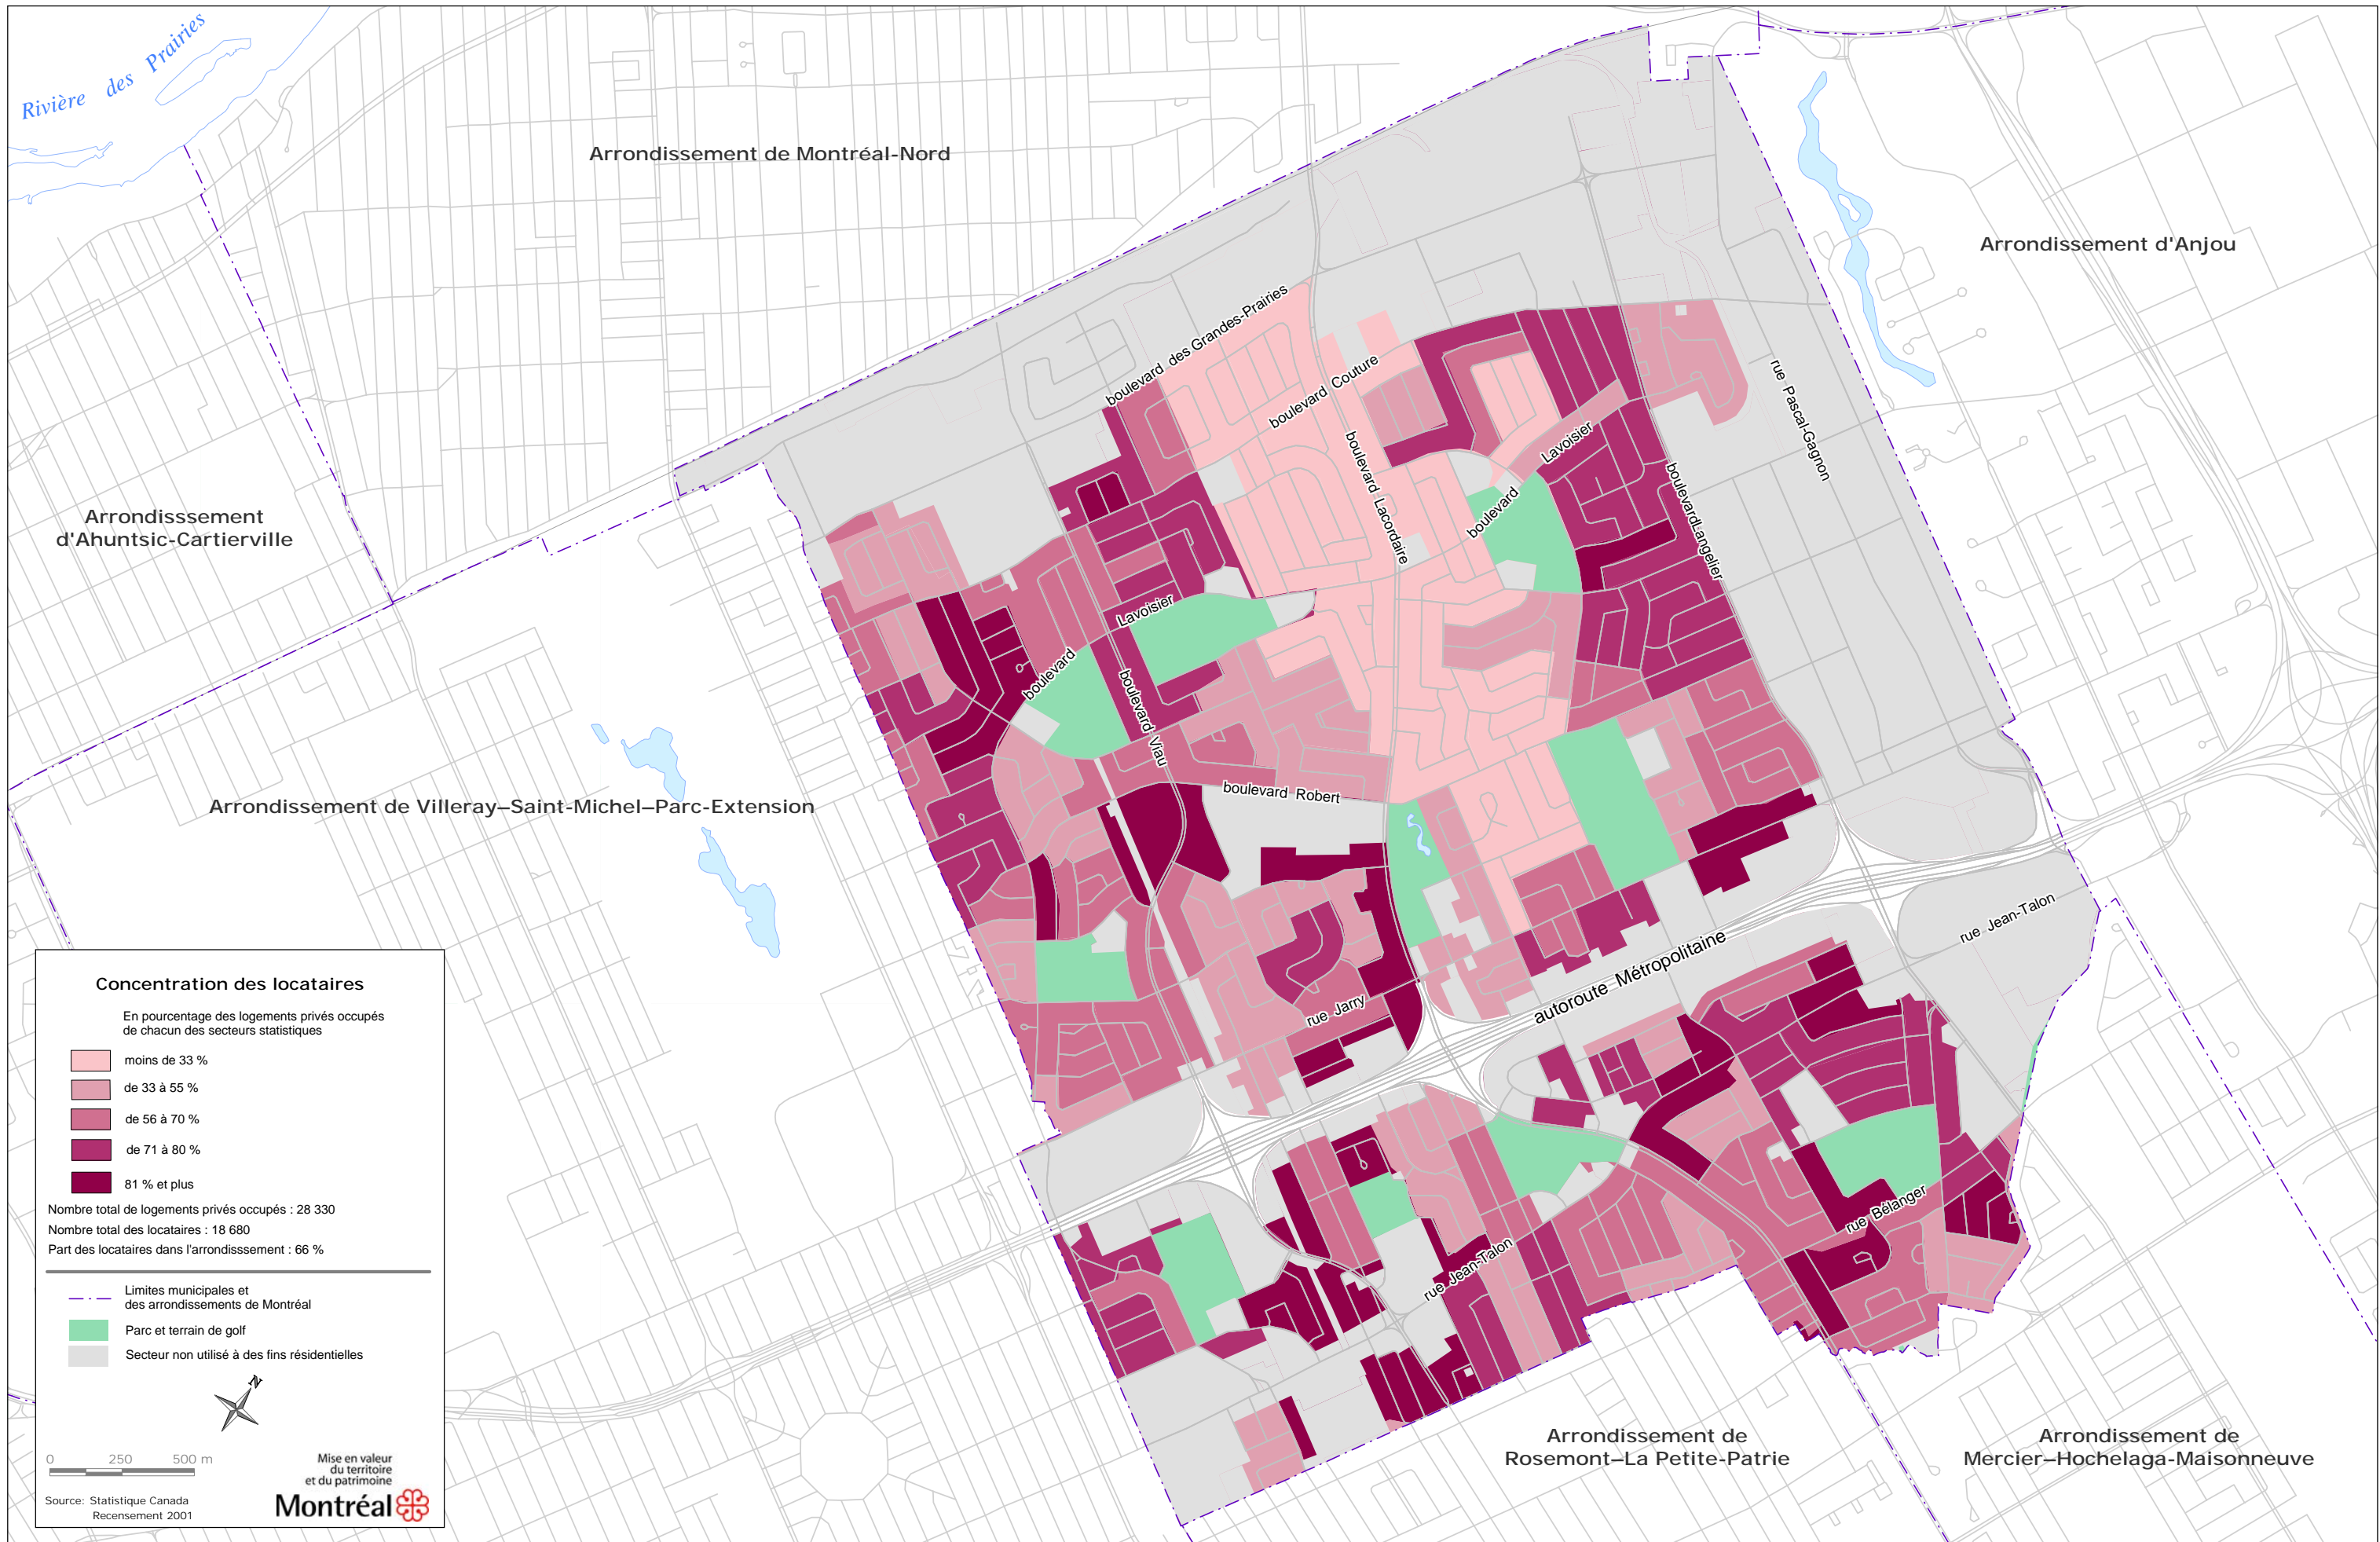 Rivière des Prairies
Arrondissement de Montréal-Nord
Arrondissement d'Anjou
boulevard des Grandes-Prairies
boulevard Couture
rue Pascal-Gagnon
boulevard Lacordaire
Lavoisier
boulevard
boulevardLangelier
Arrondisssement
d'Ahuntsic-Cartierville
Lavoisier
boulevard
boulevard Viau
boulevard Robert
Arrondissement de Villeray–Saint-Michel–Parc-Extension
rue Jean-Talon
autoroute Métropolitaine
rue Jarry
rue Bélanger
rue Jean-Talon
Arrondissement de
Rosemont–La Petite-Patrie
Arrondissement de
Mercier–Hochelaga-Maisonneuve
Concentration des locataires
En pourcentage des logements privés occupés
de chacun des secteurs statistiques
moins de 33 %
de 33 à 55 %
de 56 à 70 %
de 71 à 80 %
81 % et plus
Nombre total de logements privés occupés : 28 330
Nombre total des locataires : 18 680
Part des locataires dans l'arrondisssement : 66 %
Limites municipales et
des arrondissements de Montréal
Parc et terrain de golf
Secteur non utilisé à des fins résidentielles
N
0 250 500 m
Mise en valeur
du territoire
et du patrimoine
Montréal
Source: Statistique Canada
Recensement 2001